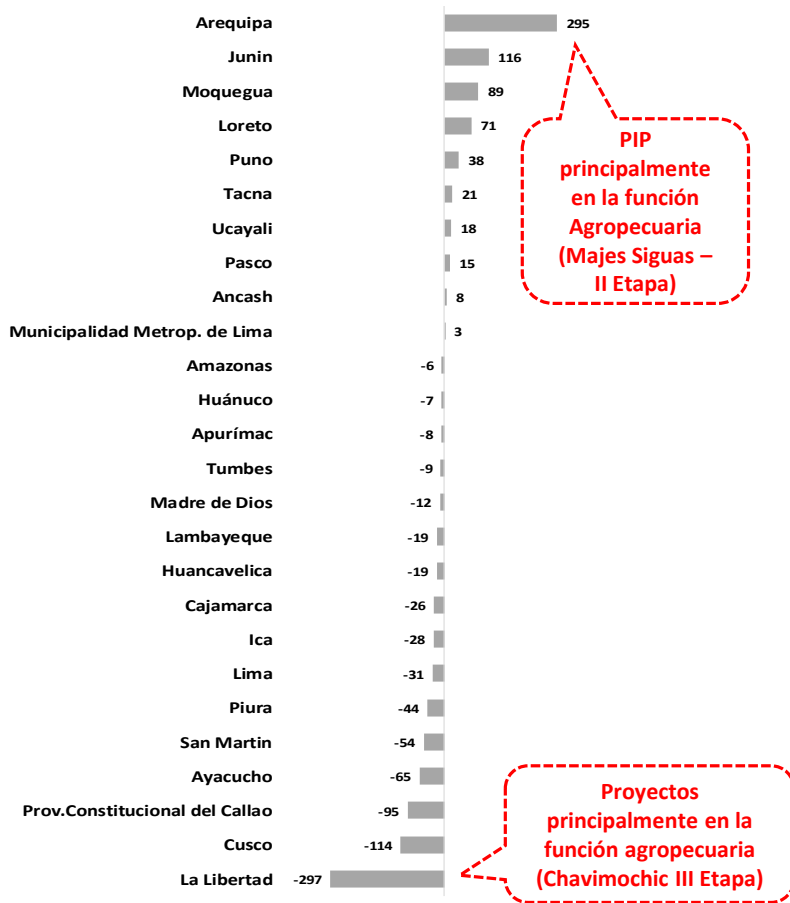 Arequipa 295
Junin 116
Moquegua 89
Loreto 71
Puno 38
Tacna 21
Ucayali 18
Pasco 15
Ancash 8
Municipalidad Metrop. de Lima 3
Amazonas -6
Huánuco -7
Apurímac -8
Tumbes -9
Madre de Dios -12
Lambayeque -19
Huancavelica -19
Cajamarca -26
Ica -28
Lima -31
Piura -44
San Martin -54
Ayacucho -65
Prov.Constitucional del Callao -95
Cusco -114
La Libertad -297
PIP
principalmente
en la función
Agropecuaria
(Majes Siguas –
II Etapa)
Proyectos
principalmente en la
función agropecuaria
(Chavimochic III Etapa)